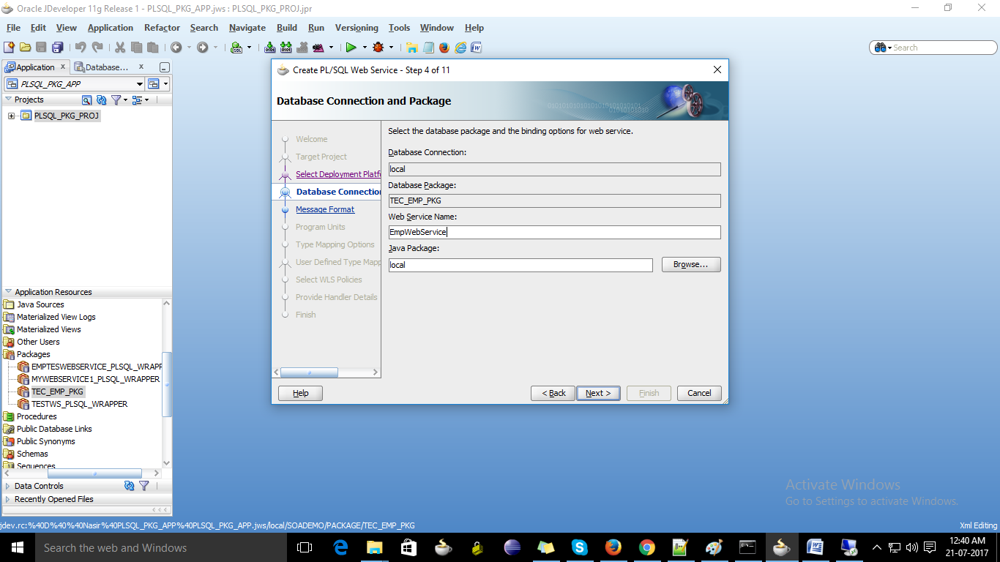 Oracle JDeveloper 11g Release 1 - PLSQL_PKG_APP.jws : PLSQL_PKG_PROJ.jpr
File Edit View Application Refactor Search Navigate Build Run Versioning Tools Window Help
Search
Application Database...
PLSQL_PKG_APP
Projects
PLSQL_PKG_PROJ
Application Resources
Java Sources
Materialized View Logs
Materialized Views
Other Users
Packages
EMPTESWEBSERVICE_PLSQL_WRAPP
MYWEBSERVICE1_PLSQL_WRAPPER
TEC_EMP_PKG
TESTWS_PLSQL_WRAPPER
Procedures
Public Database Links
Public Synonyms
Schemas
Sequences
Data Controls
Recently Opened Files
Create PL/SQL Web Service - Step 4 of 11
Database Connection and Package
Welcome
Target Project
Select Deployment Platfo
Database Connection
Message Format
Program Units
Type Mapping Options
User Defined Type Mapp
Select WLS Policies
Provide Handler Details
Finish
Select the database package and the binding options for web service.
Database Connection:
local
Database Package:
TEC_EMP_PKG
Web Service Name:
EmpWebService
Java Package:
local
Browse...
Help < Back Next > Finish Cancel
Activate Windows
Go to Settings to activate Windows.
jdev.rc:%40D%40%40Nasir%40PLSQL_PKG_APP%40PLSQL_PKG_APP.jws/local/SOADEMO/PACKAGE/TEC_EMP_PKG
Xml Editing
Search the web and Windows
12:40 AM
21-07-2017